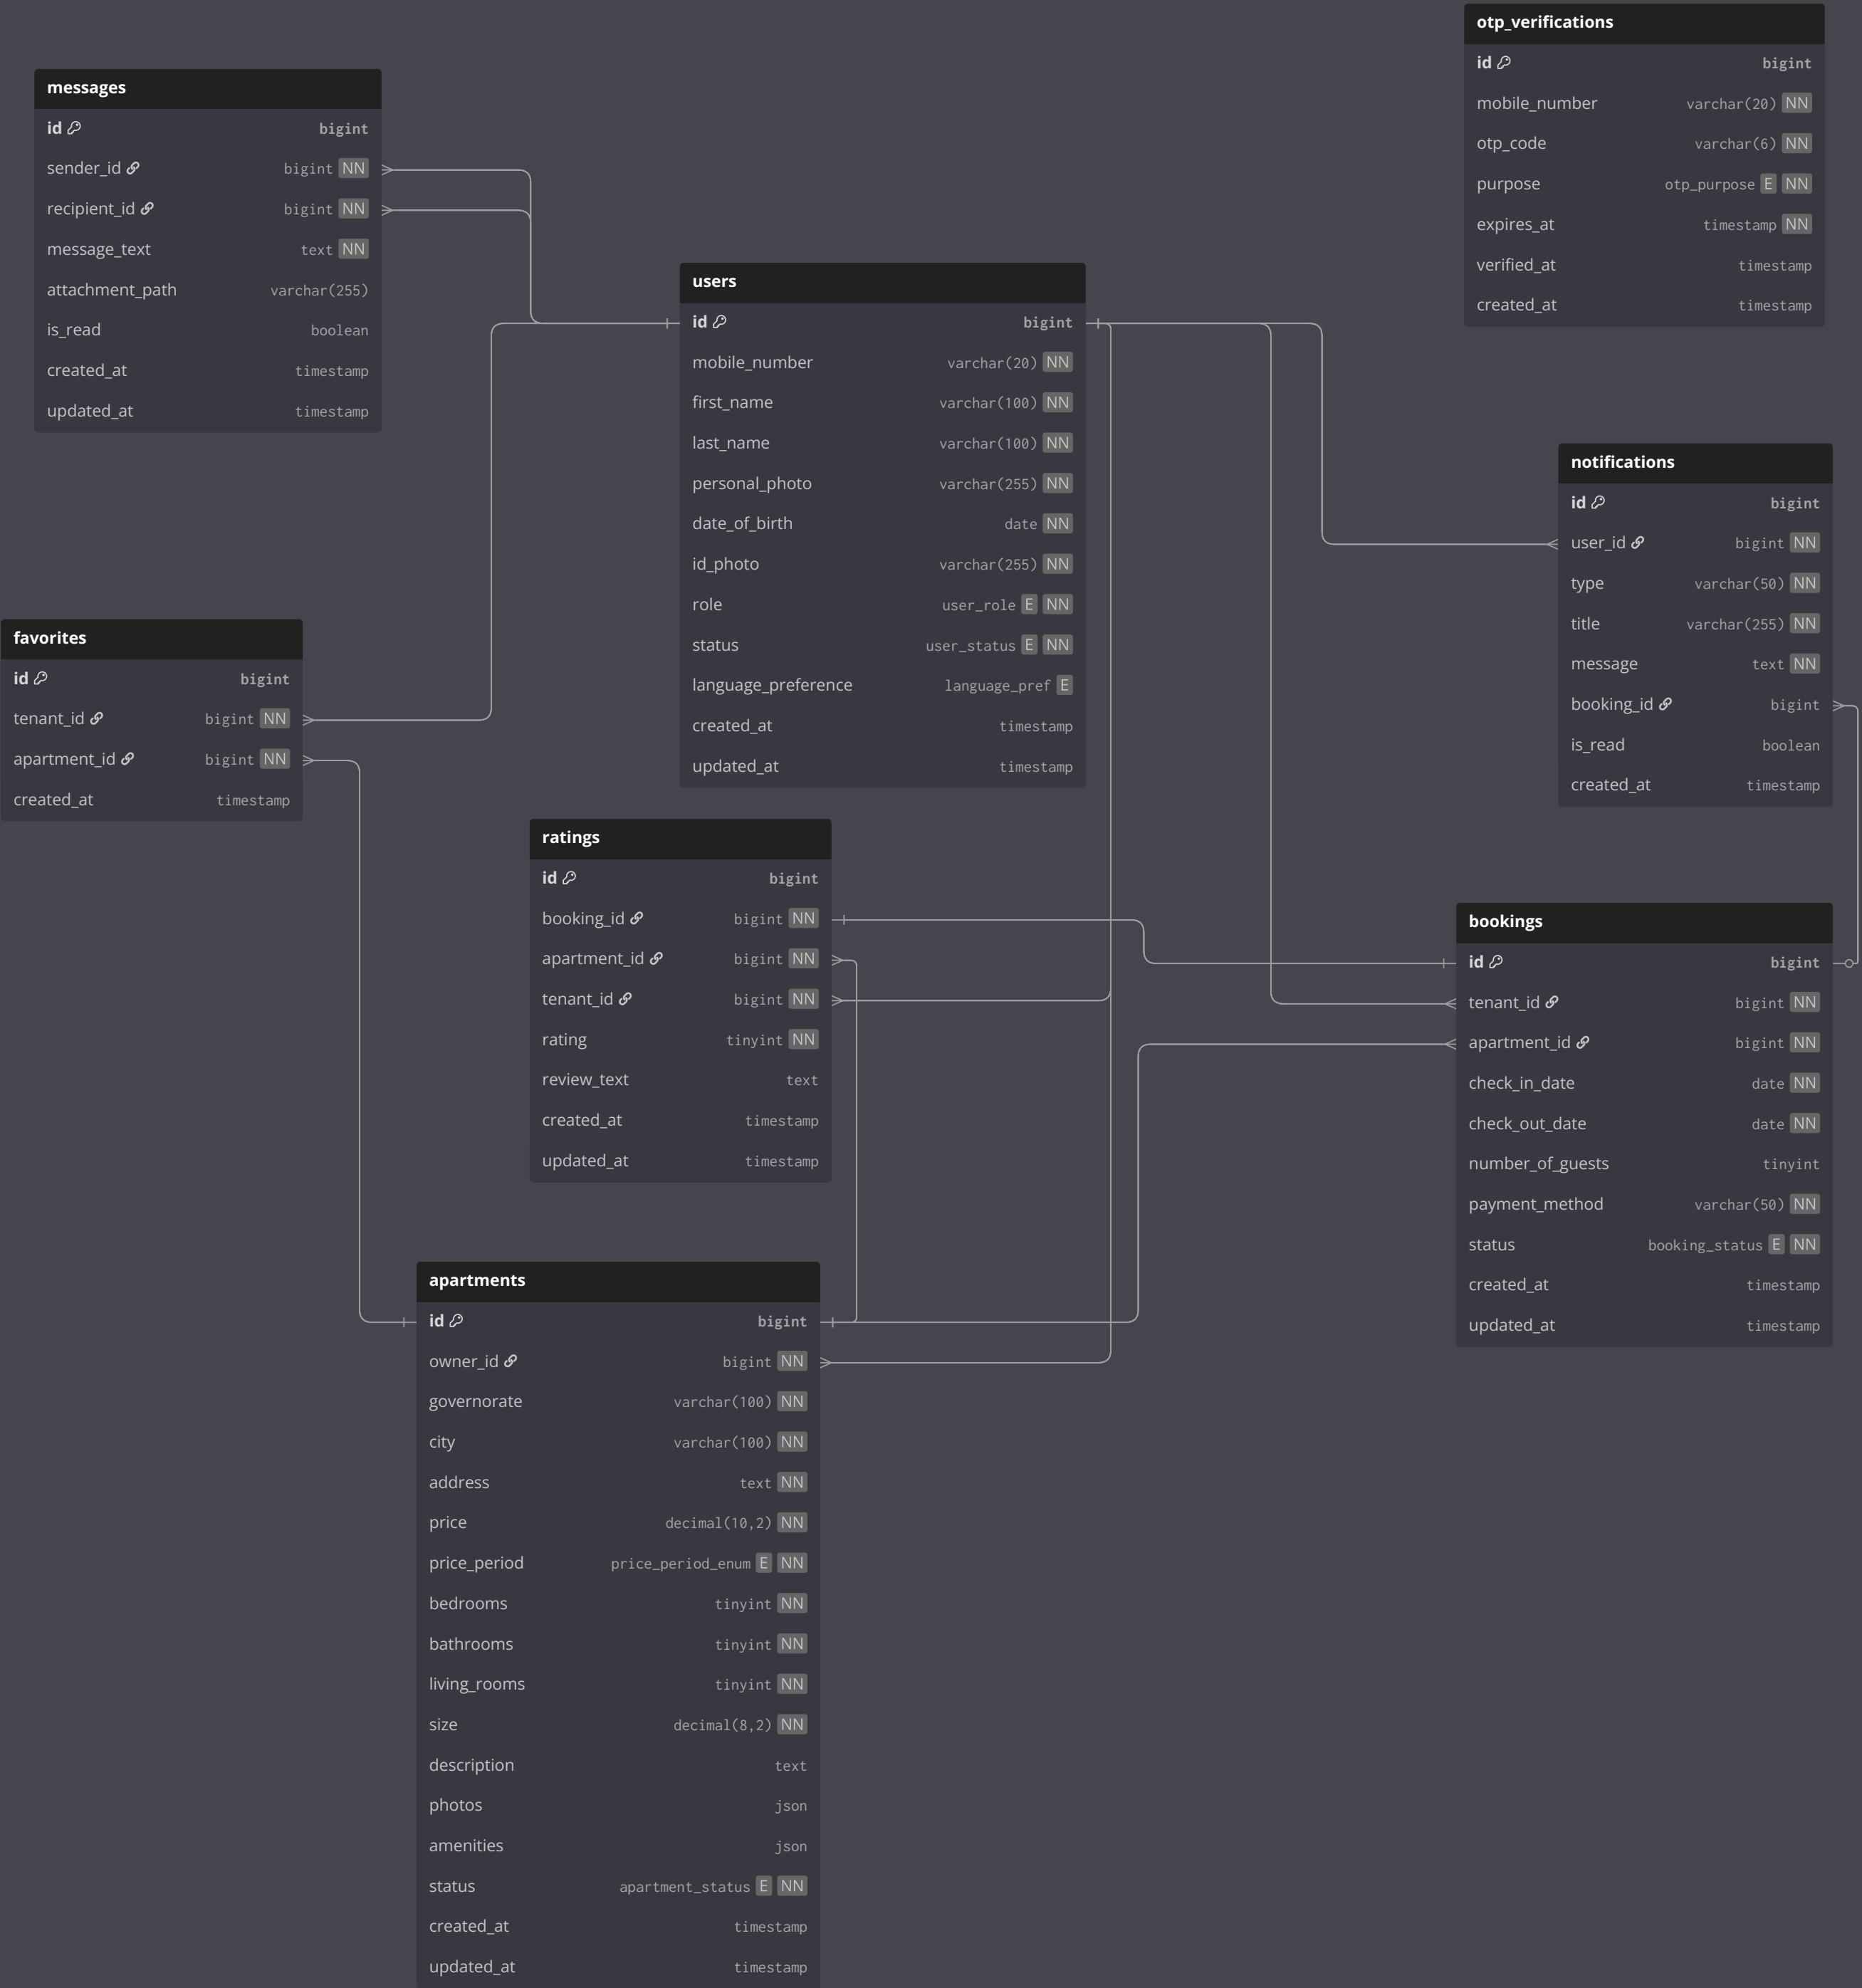 otp_verifications
id bigint
mobile_number varchar(20) NN
otp_code varchar(6) NN
purpose otp_purpose E NN
expires_at timestamp NN
verified_at timestamp
created_at timestamp
messages
id bigint
sender_id bigint NN
recipient_id bigint NN
message_text text NN
attachment_path varchar(255)
is_read boolean
created_at timestamp
updated_at timestamp
users
id bigint
mobile_number varchar(20) NN
first_name varchar(100) NN
last_name varchar(100) NN
personal_photo varchar(255) NN
date_of_birth date NN
id_photo varchar(255) NN
role user_role E NN
status user_status E NN
language_preference language_pref E
created_at timestamp
updated_at timestamp
notifications
id bigint
user_id bigint NN
type varchar(50) NN
title varchar(255) NN
message text NN
booking_id bigint
is_read boolean
created_at timestamp
favorites
id bigint
tenant_id bigint NN
apartment_id bigint NN
created_at timestamp
ratings
id bigint
booking_id bigint NN
apartment_id bigint NN
tenant_id bigint NN
rating tinyint NN
review_text text
created_at timestamp
updated_at timestamp
bookings
id bigint
tenant_id bigint NN
apartment_id bigint NN
check_in_date date NN
check_out_date date NN
number_of_guests tinyint
payment_method varchar(50) NN
status booking_status E NN
created_at timestamp
updated_at timestamp
apartments
id bigint
owner_id bigint NN
governorate varchar(100) NN
city varchar(100) NN
address text NN
price decimal(10,2) NN
price_period price_period_enum E NN
bedrooms tinyint NN
bathrooms tinyint NN
living_rooms tinyint NN
size decimal(8,2) NN
description text
photos json
amenities json
status apartment_status E NN
created_at timestamp
updated_at timestamp